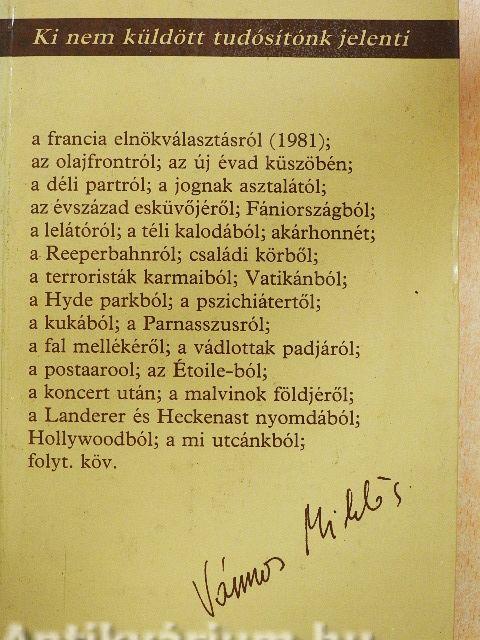 Ki nem küldött tudósítónk jelenti
a francia elnökválasztásról (1981);
az olajfrontról; az új évad küszöbén;
a déli partról; a jognak asztalától;
az évszázad esküvőjéről; Fániországból;
a lelátóról; a téli kalodából; akárhonnét;
a Reeperbahnról; családi körből;
a terroristák karmaiból; Vatikánból;
a Hyde parkból; a pszichiátertől;
a kukából; a Parnasszusról;
a fal mellékéről; a vádlottak padjáról;
a postaarool; az Étoile-ból;
a koncert után; a malvinok földjéről;
a Landerer és Heckenast nyomdából;
Hollywoodból; a mi utcánkból;
folyt. köv.
Vámos Miklós
Antikvárium.hu